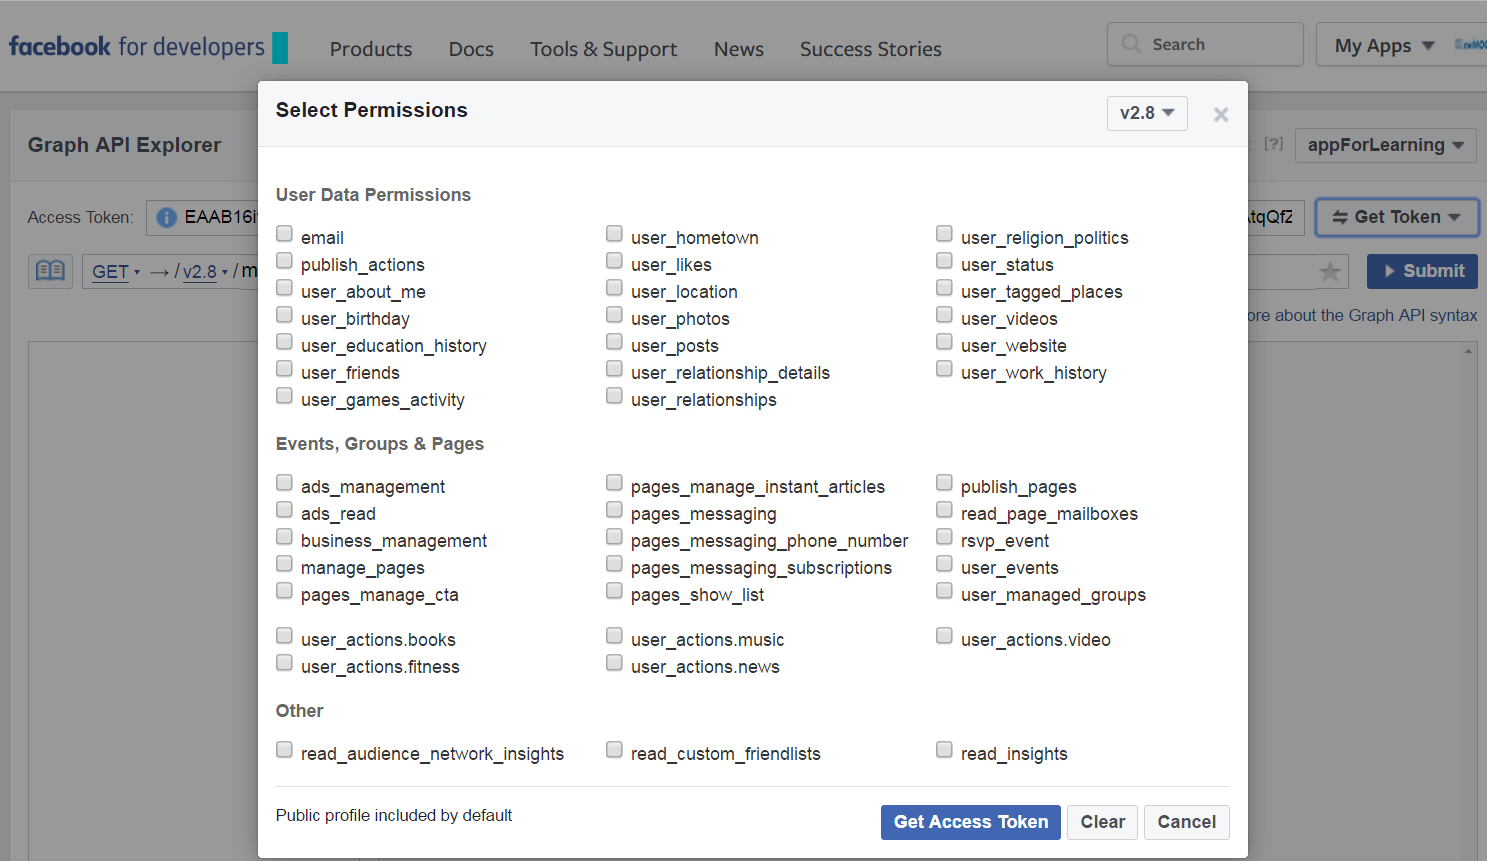 facebook for developers
Products Docs Tools & Support News Success Stories
Search
My Apps
Select Permissions
v2.8
Graph API Explorer
[?]
appForLearning
User Data Permissions
Access Token:
EAAB16i
tqQfZ
Get Token
email user_hometown user_religion_politics
publish_actions user_likes user_status
GET → / v2.8 / m
Submit
user_about_me user_location user_tagged_places
user_birthday user_photos user_videos
ore about the Graph API syntax
user_education_history user_posts user_website
user_friends user_relationship_details user_work_history
user_games_activity user_relationships
Events, Groups & Pages
ads_management pages_manage_instant_articles publish_pages
ads_read pages_messaging read_page_mailboxes
business_management pages_messaging_phone_number rsvp_event
manage_pages pages_messaging_subscriptions user_events
pages_manage_cta pages_show_list user_managed_groups
user_actions.books user_actions.music user_actions.video
user_actions.fitness user_actions.news
Other
read_audience_network_insights read_custom_friendlists read_insights
Public profile included by default
Get Access Token Clear Cancel